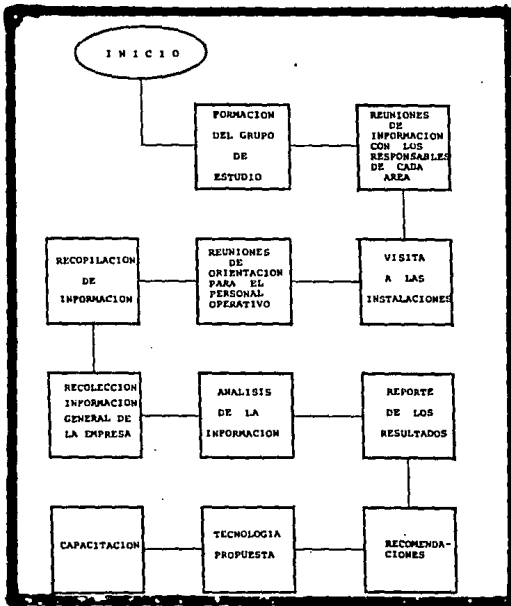 I N I C I O
FORMACION
DEL GRUPO
DE
ESTUDIO
REUNIONES
DE
INFORMACION
CON LOS
RESPONSABLES
DE CADA
AREA
RECOPILACION
DE
INFORMACION
REUNIONES
DE
ORIENTACION
PARA EL
PERSONAL
OPERATIVO
VISITA
A LAS
INSTALACIONES
RECOLECCION
INFORMACION
GENERAL DE
LA EMPRESA
ANALISIS
DE LA
INFORMACION
REPORTE
DE LOS
RESULTADOS
CAPACITACION
TECNOLOGIA
PROPUESTA
RECOMENDA-
CIONES